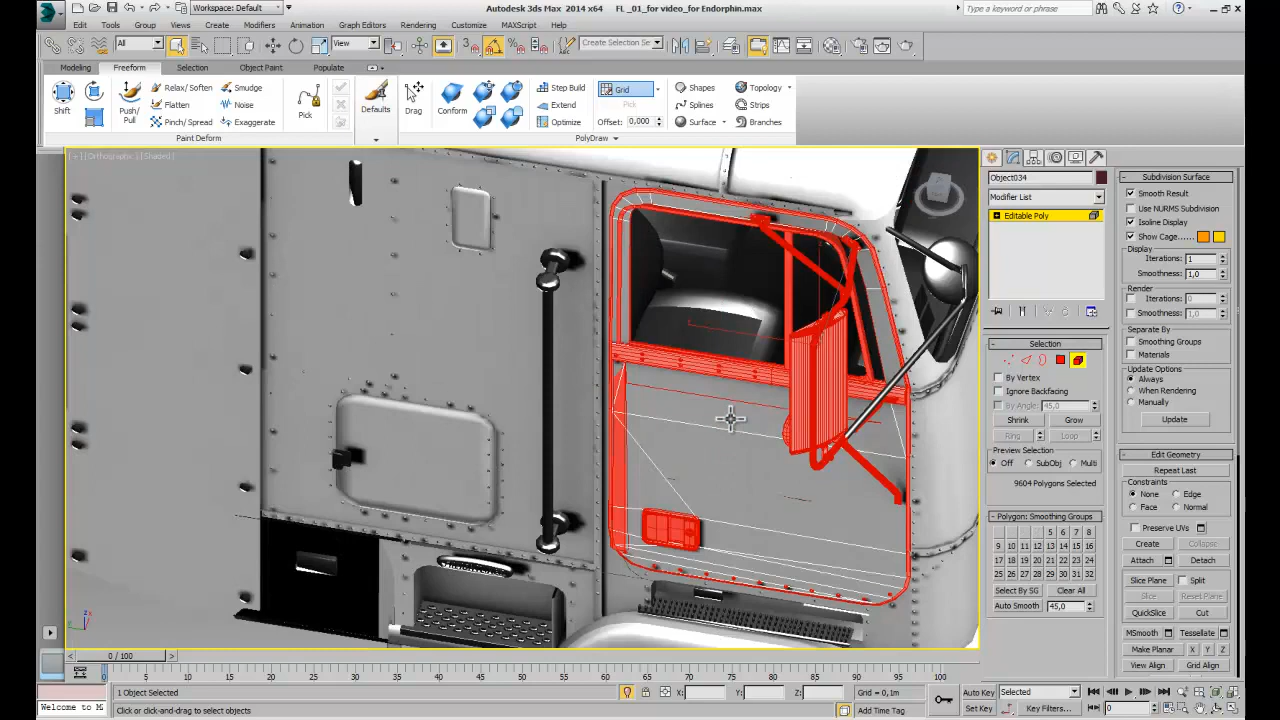 Workspace: Default
Autodesk 3ds Max 2014 x64 FL _01_for video_for Endorphin.max
Type a keyword or phrase
Edit Tools Group Views Create Modifiers Animation Graph Editors Rendering Customize MAXScript Help
All View Create Selection Se
Modeling Freeform Selection Object Paint Populate
Shift Push/Pull Relax/Soften Smudge Pick Defaults Drag Conform Step Build Grid Shapes Topology
Flatten Noise Extend Pick Splines Strips
Pinch/Spread Exaggerate Optimize Offset: 0,000 Surface Branches
Paint Deform PolyDraw
[ + ] [Orthographic] [Shaded]
Object034
Modifier List
Editable Poly
Selection
By Vertex
Ignore Backfacing
By Angle: 45,0
Shrink Grow
Ring Loop
Preview Selection
Off SubObj Multi
9604 Polygons Selected
Polygon: Smoothing Groups
1 2 3 4 5 6 7 8
9 10 11 12 13 14 15 16
17 18 19 20 21 22 23 24
25 26 27 28 29 30 31 32
Select By SG Clear All
Auto Smooth 45,0
Subdivision Surface
Smooth Result
Use NURMS Subdivision
Isoline Display
Show Cage......
Display
Iterations: 1
Smoothness: 1,0
Render
Iterations: 0
Smoothness: 1,0
Separate By
Smoothing Groups
Materials
Update Options
Always
When Rendering
Manually
Update
Edit Geometry
Repeat Last
Constraints
None Edge
Face Normal
Preserve UVs
Create Collapse
Attach Detach
Slice Plane Split
Slice Reset Plane
QuickSlice Cut
MSmooth Tessellate
Make Planar X Y Z
View Align Grid Align
0 / 100
0 5 10 15 20 25 30 35 40 45 50 55 60 65 70 75 80 85 90 95 100
1 Object Selected X: Y: Z: Grid = 0,1m Auto Key Selected
Welcome to M Click or click-and-drag to select objects Add Time Tag Set Key Key Filters... 0